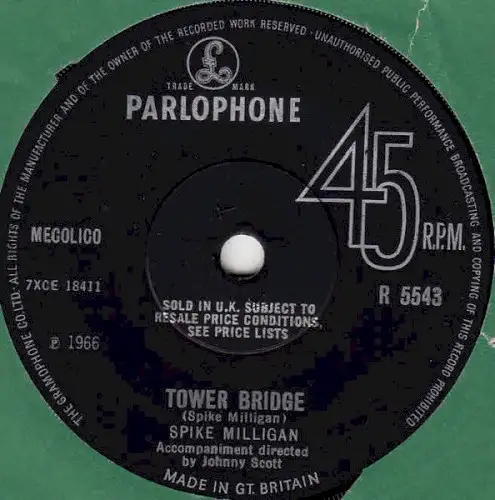 THE GRAMOPHONE CO.LTD.-ALL RIGHTS OF THE MANUFACTURER AND OF THE OWNER OF THE RECORDED WORK RESERVED · UNAUTHORISED PUBLIC PERFORMANCE BROADCASTING AND COPYING OF THIS RECORD PROHIBITED
£
TRADE MARK
PARLOPHONE
45
R.P.M.
MECOLICO
R 5543
7XCE 18411
SOLD IN U.K. SUBJECT TO
RESALE PRICE CONDITIONS,
SEE PRICE LISTS
℗ 1966
TOWER BRIDGE
(Spike Milligan)
SPIKE MILLIGAN
Accompaniment directed
by Johnny Scott
MADE IN GT. BRITAIN